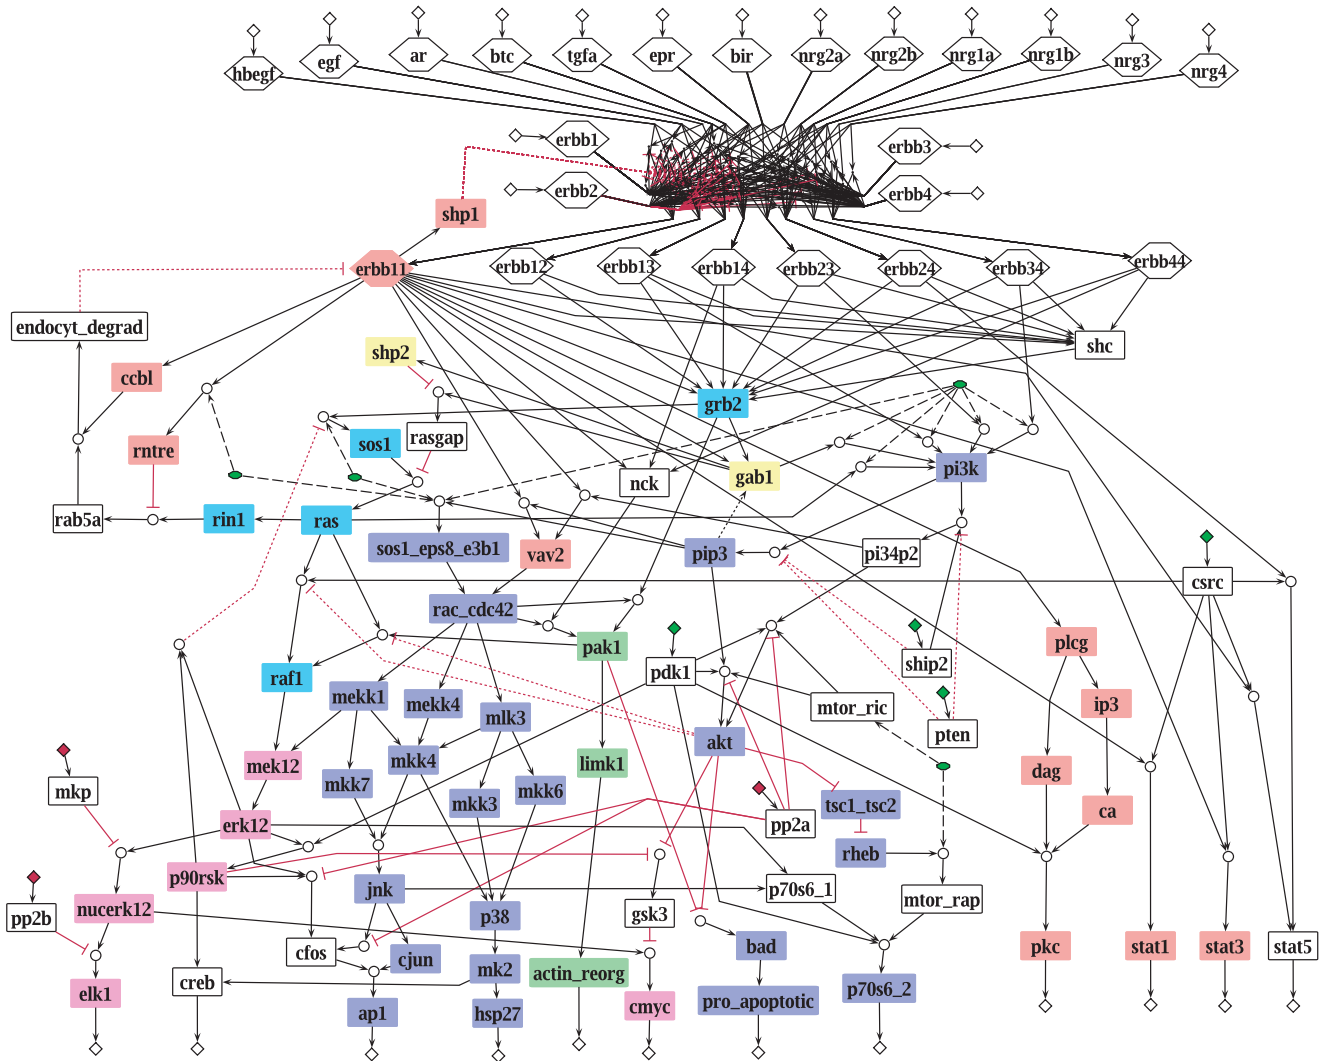 hbegf
egf
ar
btc
tgfa
epr
bir
nrg2a
nrg2b
nrg1a
nrg1b
nrg3
nrg4
erbb1
erbb3
erbb2
erbb4
shp1
erbb11
erbb12
erbb13
erbb14
erbb23
erbb24
erbb34
erbb44
endocyt_degrad
shp2
shc
ccbl
grb2
rntre
sos1
rasgap
gab1
pi3k
nck
rab5a
rin1
ras
sos1_eps8_e3b1
vav2
pip3
pi34p2
csrc
rac_cdc42
pak1
plcg
raf1
pdk1
ship2
mekk1
mekk4
mlk3
mtor_ric
ip3
akt
pten
mek12
mkk4
limk1
mkp
mkk7
mkk3
mkk6
dag
tsc1_tsc2
ca
erk12
pp2a
rheb
p90rsk
jnk
p70s6_1
mtor_rap
nucerk12
pp2b
p38
gsk3
cfos
cjun
bad
pkc
stat1
stat3
stat5
creb
mk2
actin_reorg
elk1
ap1
hsp27
cmyc
pro_apoptotic
p70s6_2